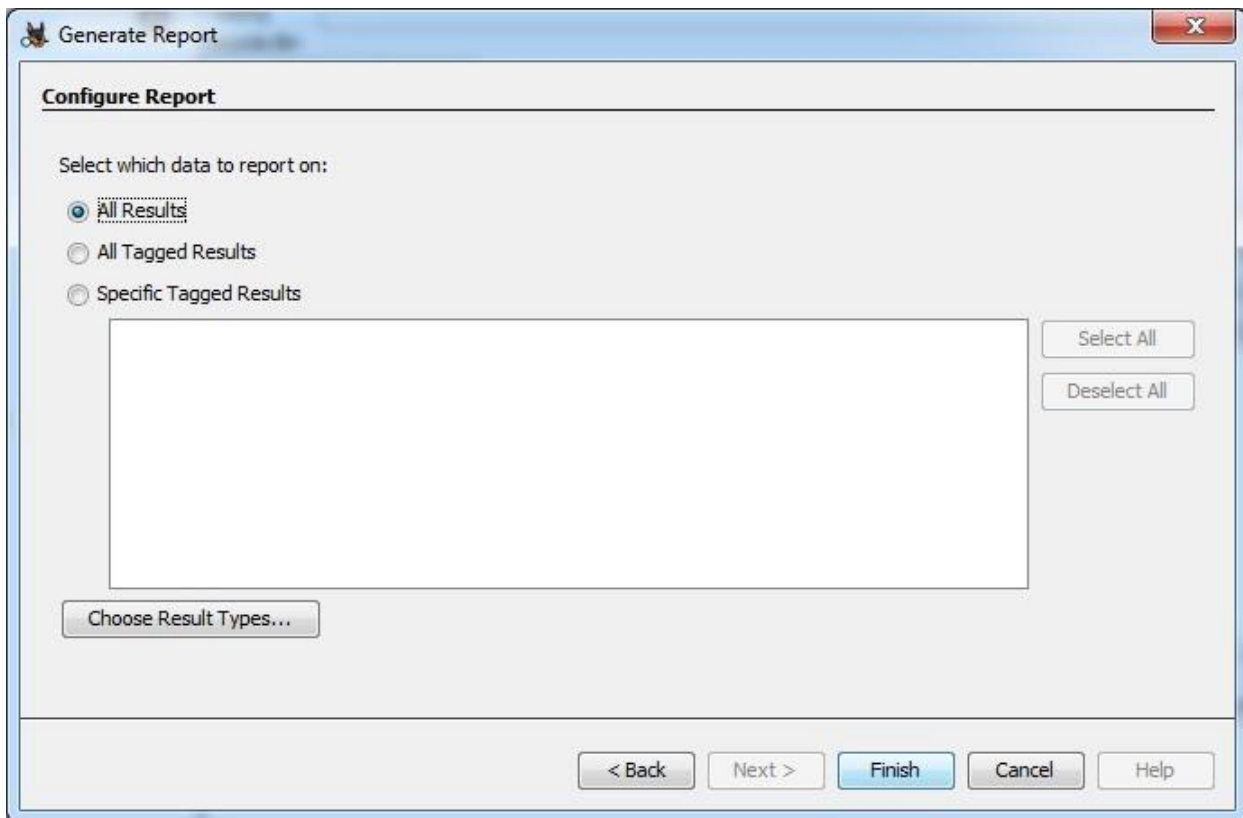 Generate Report
Configure Report
Select which data to report on:
All Results
All Tagged Results
Specific Tagged Results
Select All
Deselect All
Choose Result Types...
< Back
Next >
Finish
Cancel
Help